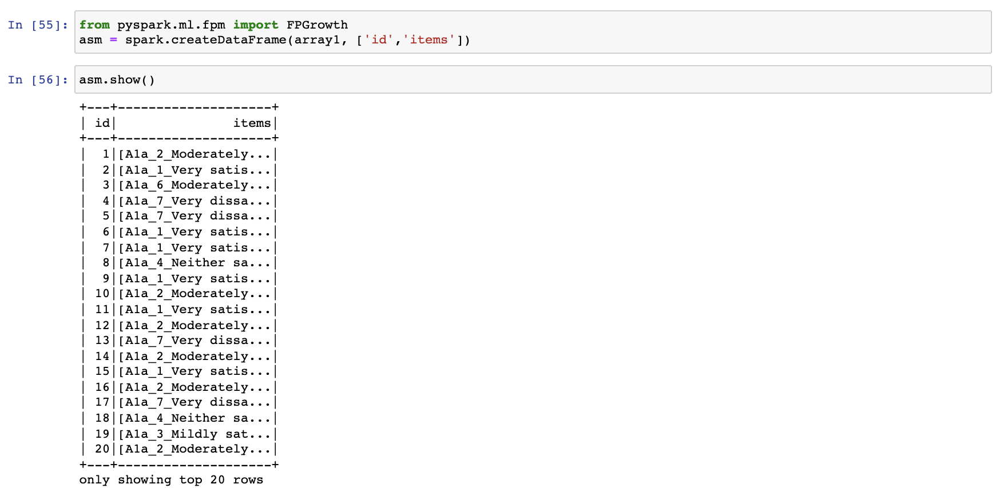 In [55]: from pyspark.ml.fpm import FPGrowth
asm = spark.createDataFrame(array1, ['id','items'])
In [56]: asm.show()
+---+--------------------+
| id|               items|
+---+--------------------+
|  1|[A1a_2_Moderately...|
|  2|[A1a_1_Very satis...|
|  3|[A1a_6_Moderately...|
|  4|[A1a_7_Very dissa...|
|  5|[A1a_7_Very dissa...|
|  6|[A1a_1_Very satis...|
|  7|[A1a_1_Very satis...|
|  8|[A1a_4_Neither sa...|
|  9|[A1a_1_Very satis...|
| 10|[A1a_2_Moderately...|
| 11|[A1a_1_Very satis...|
| 12|[A1a_2_Moderately...|
| 13|[A1a_7_Very dissa...|
| 14|[A1a_2_Moderately...|
| 15|[A1a_1_Very satis...|
| 16|[A1a_2_Moderately...|
| 17|[A1a_7_Very dissa...|
| 18|[A1a_4_Neither sa...|
| 19|[A1a_3_Mildly sat...|
| 20|[A1a_2_Moderately...|
+---+--------------------+
only showing top 20 rows